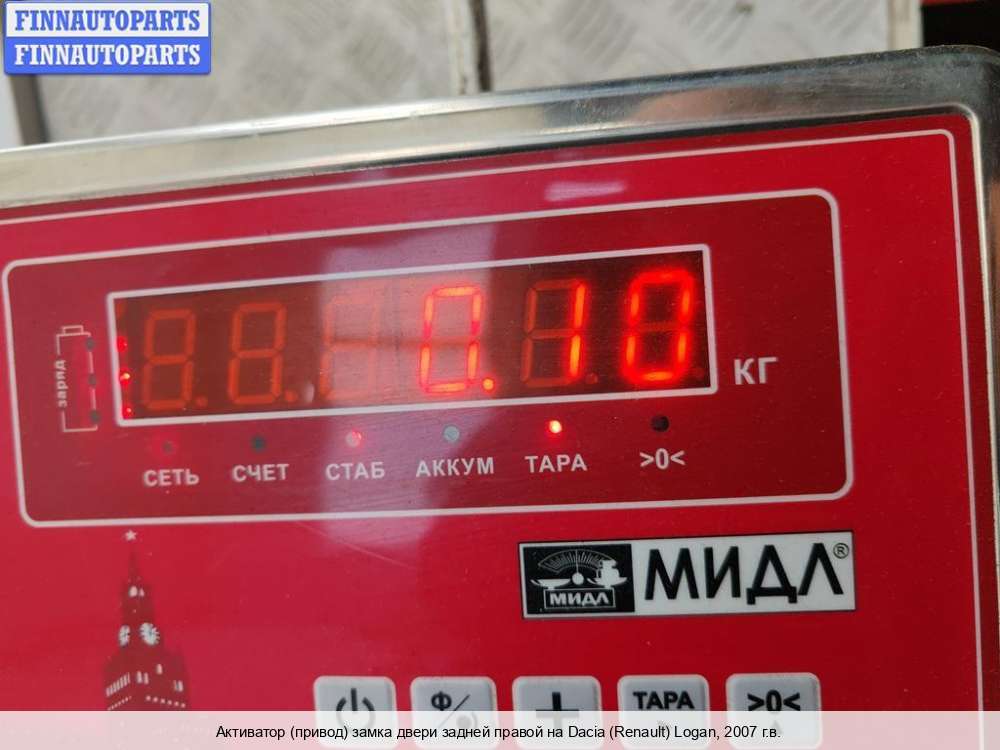 FINNAUTOPARTS
FINNAUTOPARTS
заряд
0.10 КГ
СЕТЬ СЧЕТ СТАБ АККУМ ТАРА >0<
МИДЛ МИДЛ®
Ф/ + ТАРА >0<
Активатор (привод) замка двери задней правой на Dacia (Renault) Logan, 2007 г.в.